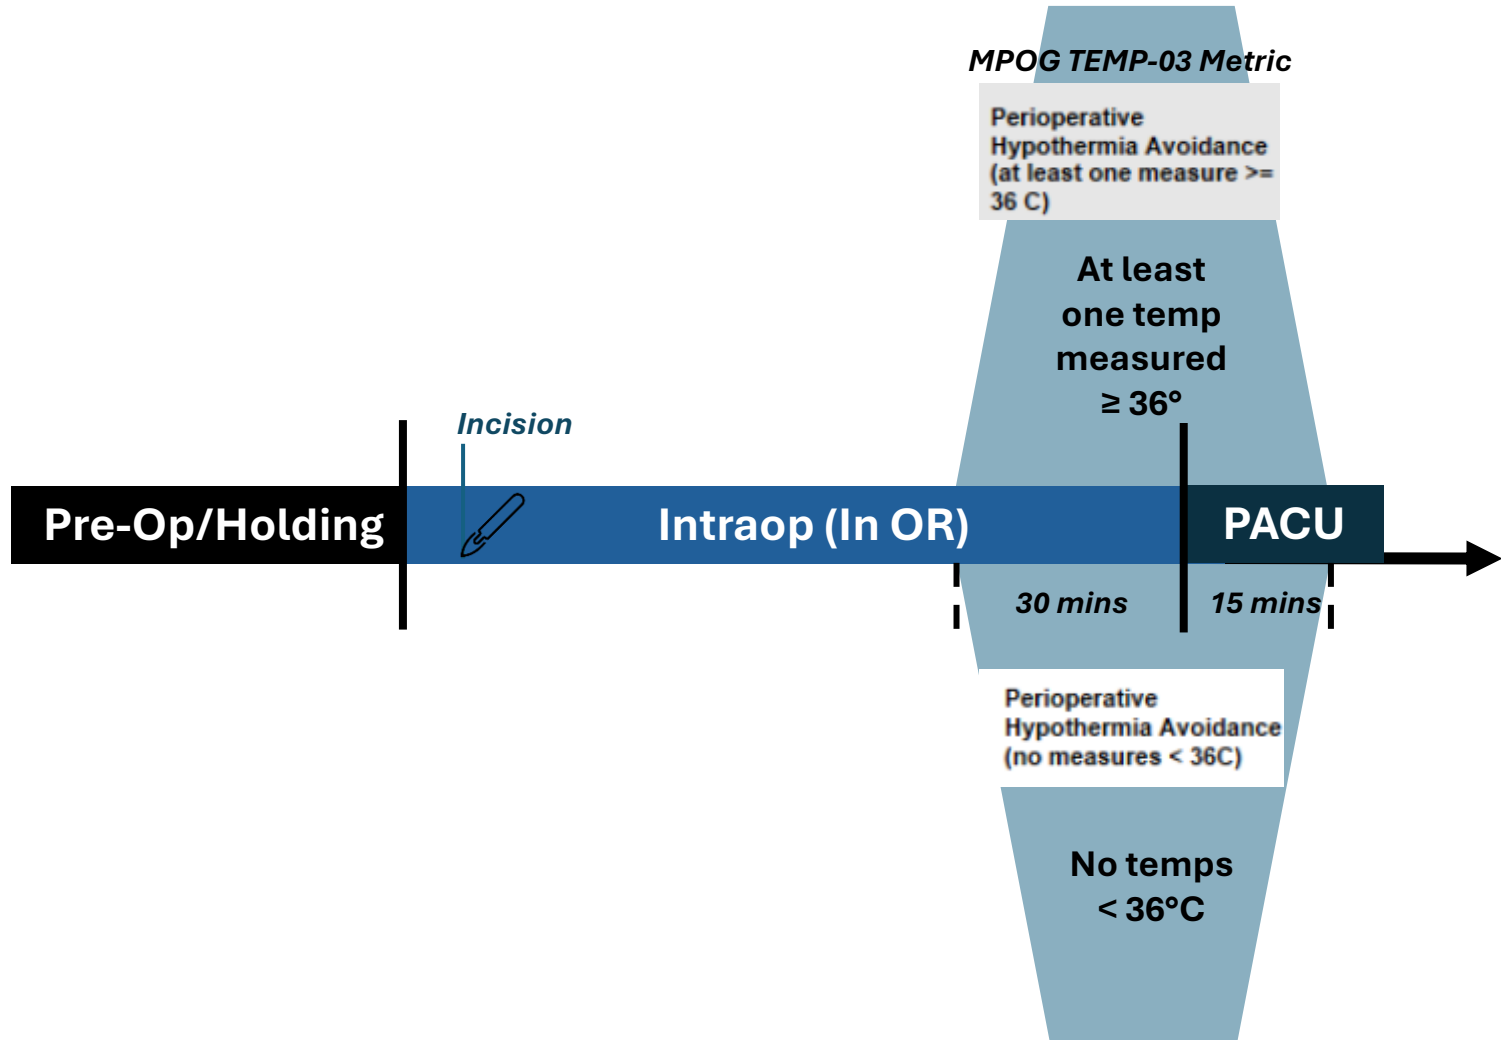 MPOG TEMP-03 Metric
Perioperative
Hypothermia Avoidance
(at least one measure >=
36 C)
At least
one temp
measured
≥ 36°
Incision
Pre-Op/Holding
Intraop (In OR)
PACU
30 mins
15 mins
Perioperative
Hypothermia Avoidance
(no measures < 36C)
No temps
< 36°C